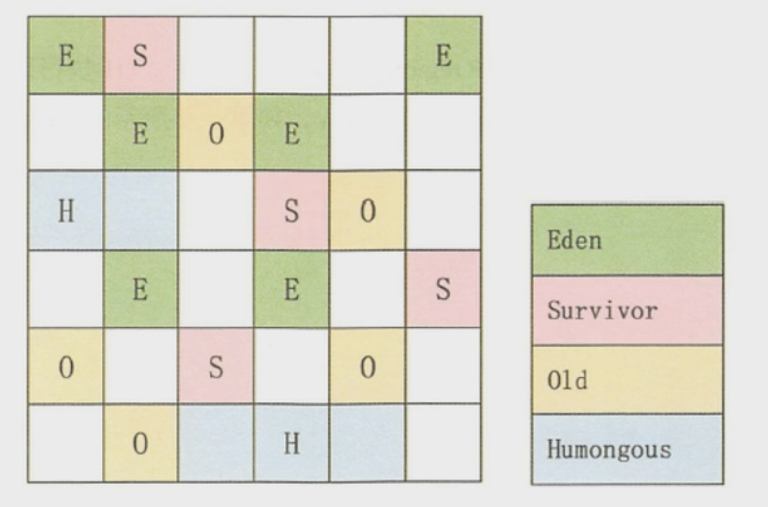 E S E
E O E
H S O
E E S
O S O
O H
Eden
Survivor
Old
Humongous